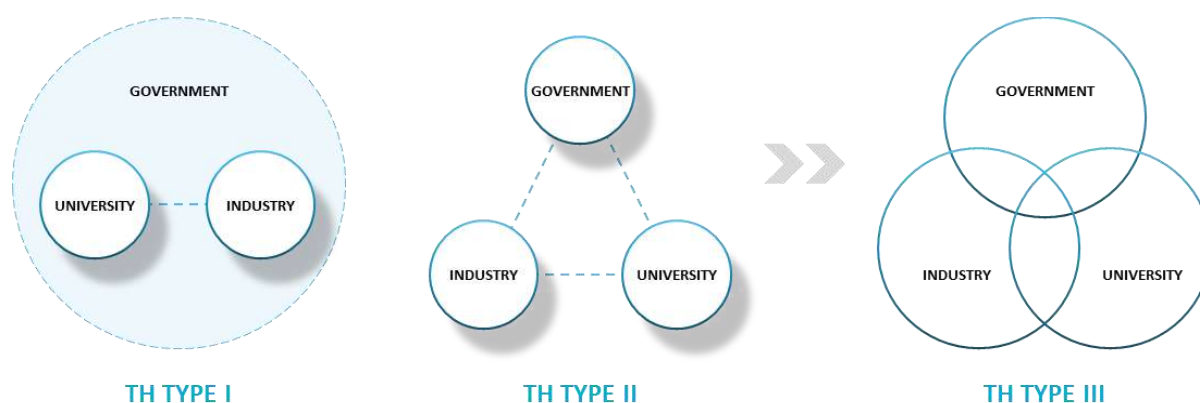 GOVERNMENT
UNIVERSITY
INDUSTRY
TH TYPE I
GOVERNMENT
INDUSTRY
UNIVERSITY
TH TYPE II
GOVERNMENT
INDUSTRY
UNIVERSITY
TH TYPE III